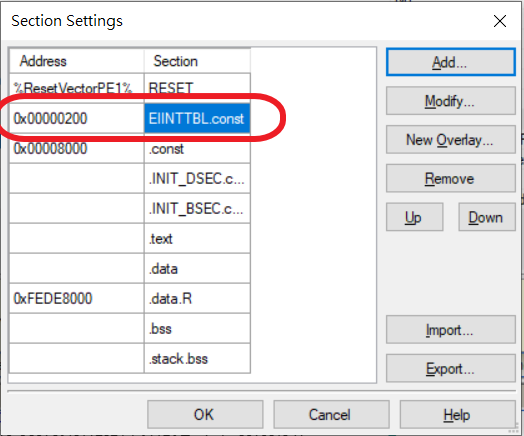 Section Settings
Address Section
%ResetVectorPE1% RESET
0x00000200 EIINTTBL.const
0x00008000 .const
.INIT_DSEC.c...
.INIT_BSEC.c...
.text
.data
0xFEDE8000 .data.R
.bss
.stack.bss
Add...
Modify...
New Overlay...
Remove
Up Down
Import...
Export...
OK Cancel Help